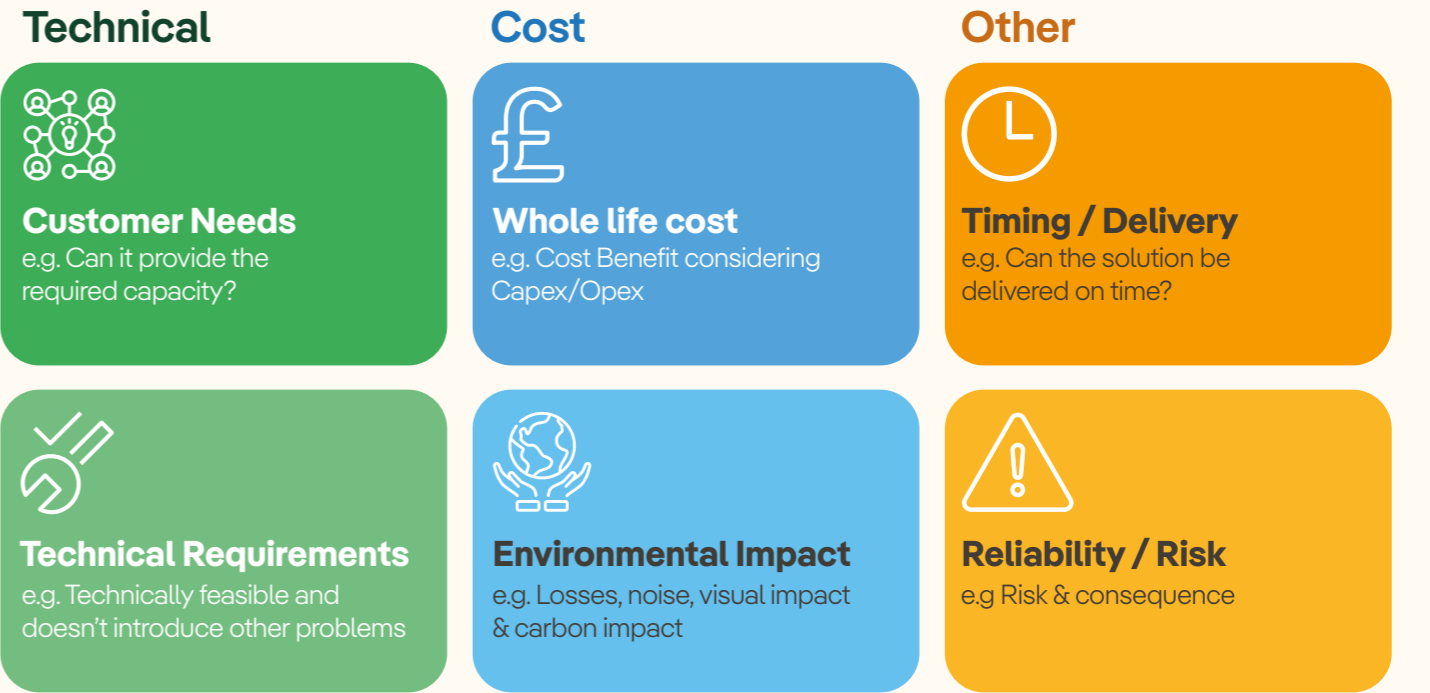 Technical
Cost
Other
Customer Needs
e.g. Can it provide the
required capacity?
£
Whole life cost
e.g. Cost Benefit considering
Capex/Opex
Timing / Delivery
e.g. Can the solution be
delivered on time?
Technical Requirements
e.g. Technically feasible and
doesn’t introduce other problems
Environmental Impact
e.g. Losses, noise, visual impact
& carbon impact
Reliability / Risk
e.g Risk & consequence